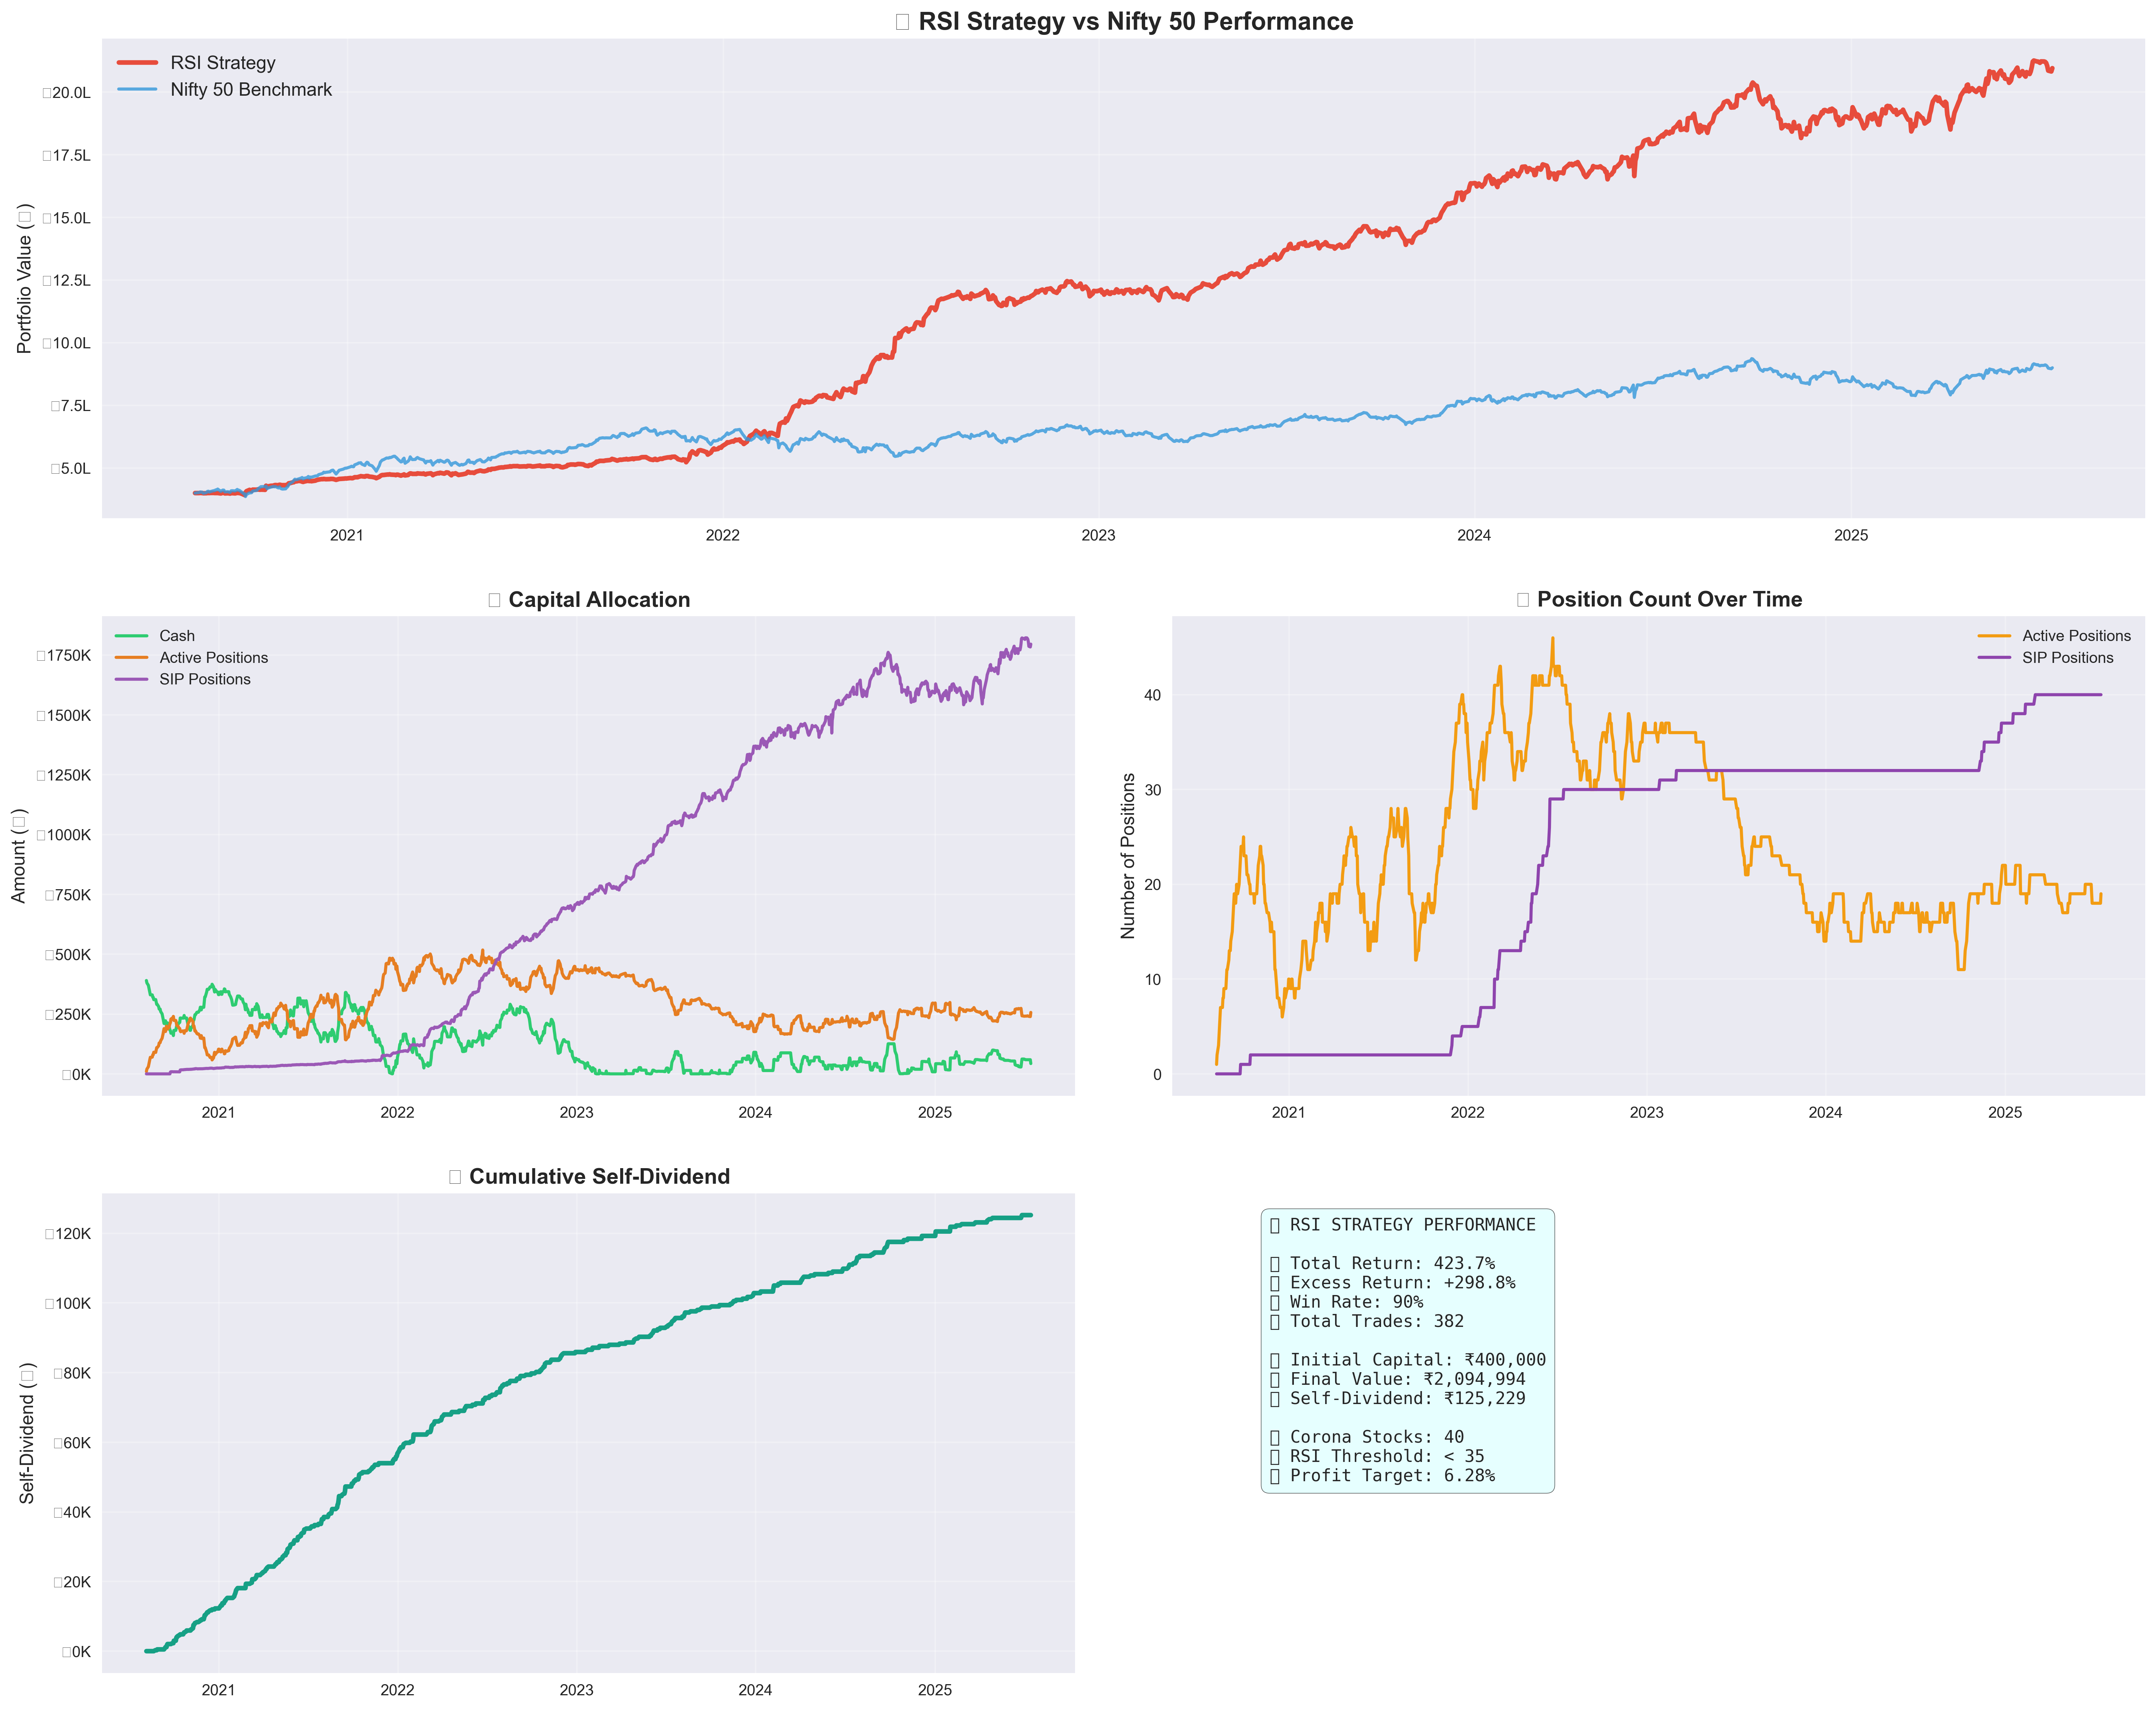 RSI Strategy vs Nifty 50 Performance
RSI Strategy
Nifty 50 Benchmark
Portfolio Value (□)
□20.0L
□17.5L
□15.0L
□12.5L
□10.0L
□7.5L
□5.0L
2021 2022 2023 2024 2025
□ Capital Allocation
Cash
Active Positions
SIP Positions
Amount (□)
□1750K
□1500K
□1250K
□1000K
□750K
□500K
□250K
□0K
2021 2022 2023 2024 2025
□ Position Count Over Time
Active Positions
SIP Positions
Number of Positions
40
30
20
10
0
2021 2022 2023 2024 2025
□ Cumulative Self-Dividend
Self-Dividend (□)
□120K
□100K
□80K
□60K
□40K
□20K
□0K
2021 2022 2023 2024 2025
□ RSI STRATEGY PERFORMANCE
□ Total Return: 423.7%
□ Excess Return: +298.8%
□ Win Rate: 90%
□ Total Trades: 382
□ Initial Capital: ₹400,000
□ Final Value: ₹2,094,994
□ Self-Dividend: ₹125,229
□ Corona Stocks: 40
□ RSI Threshold: < 35
□ Profit Target: 6.28%